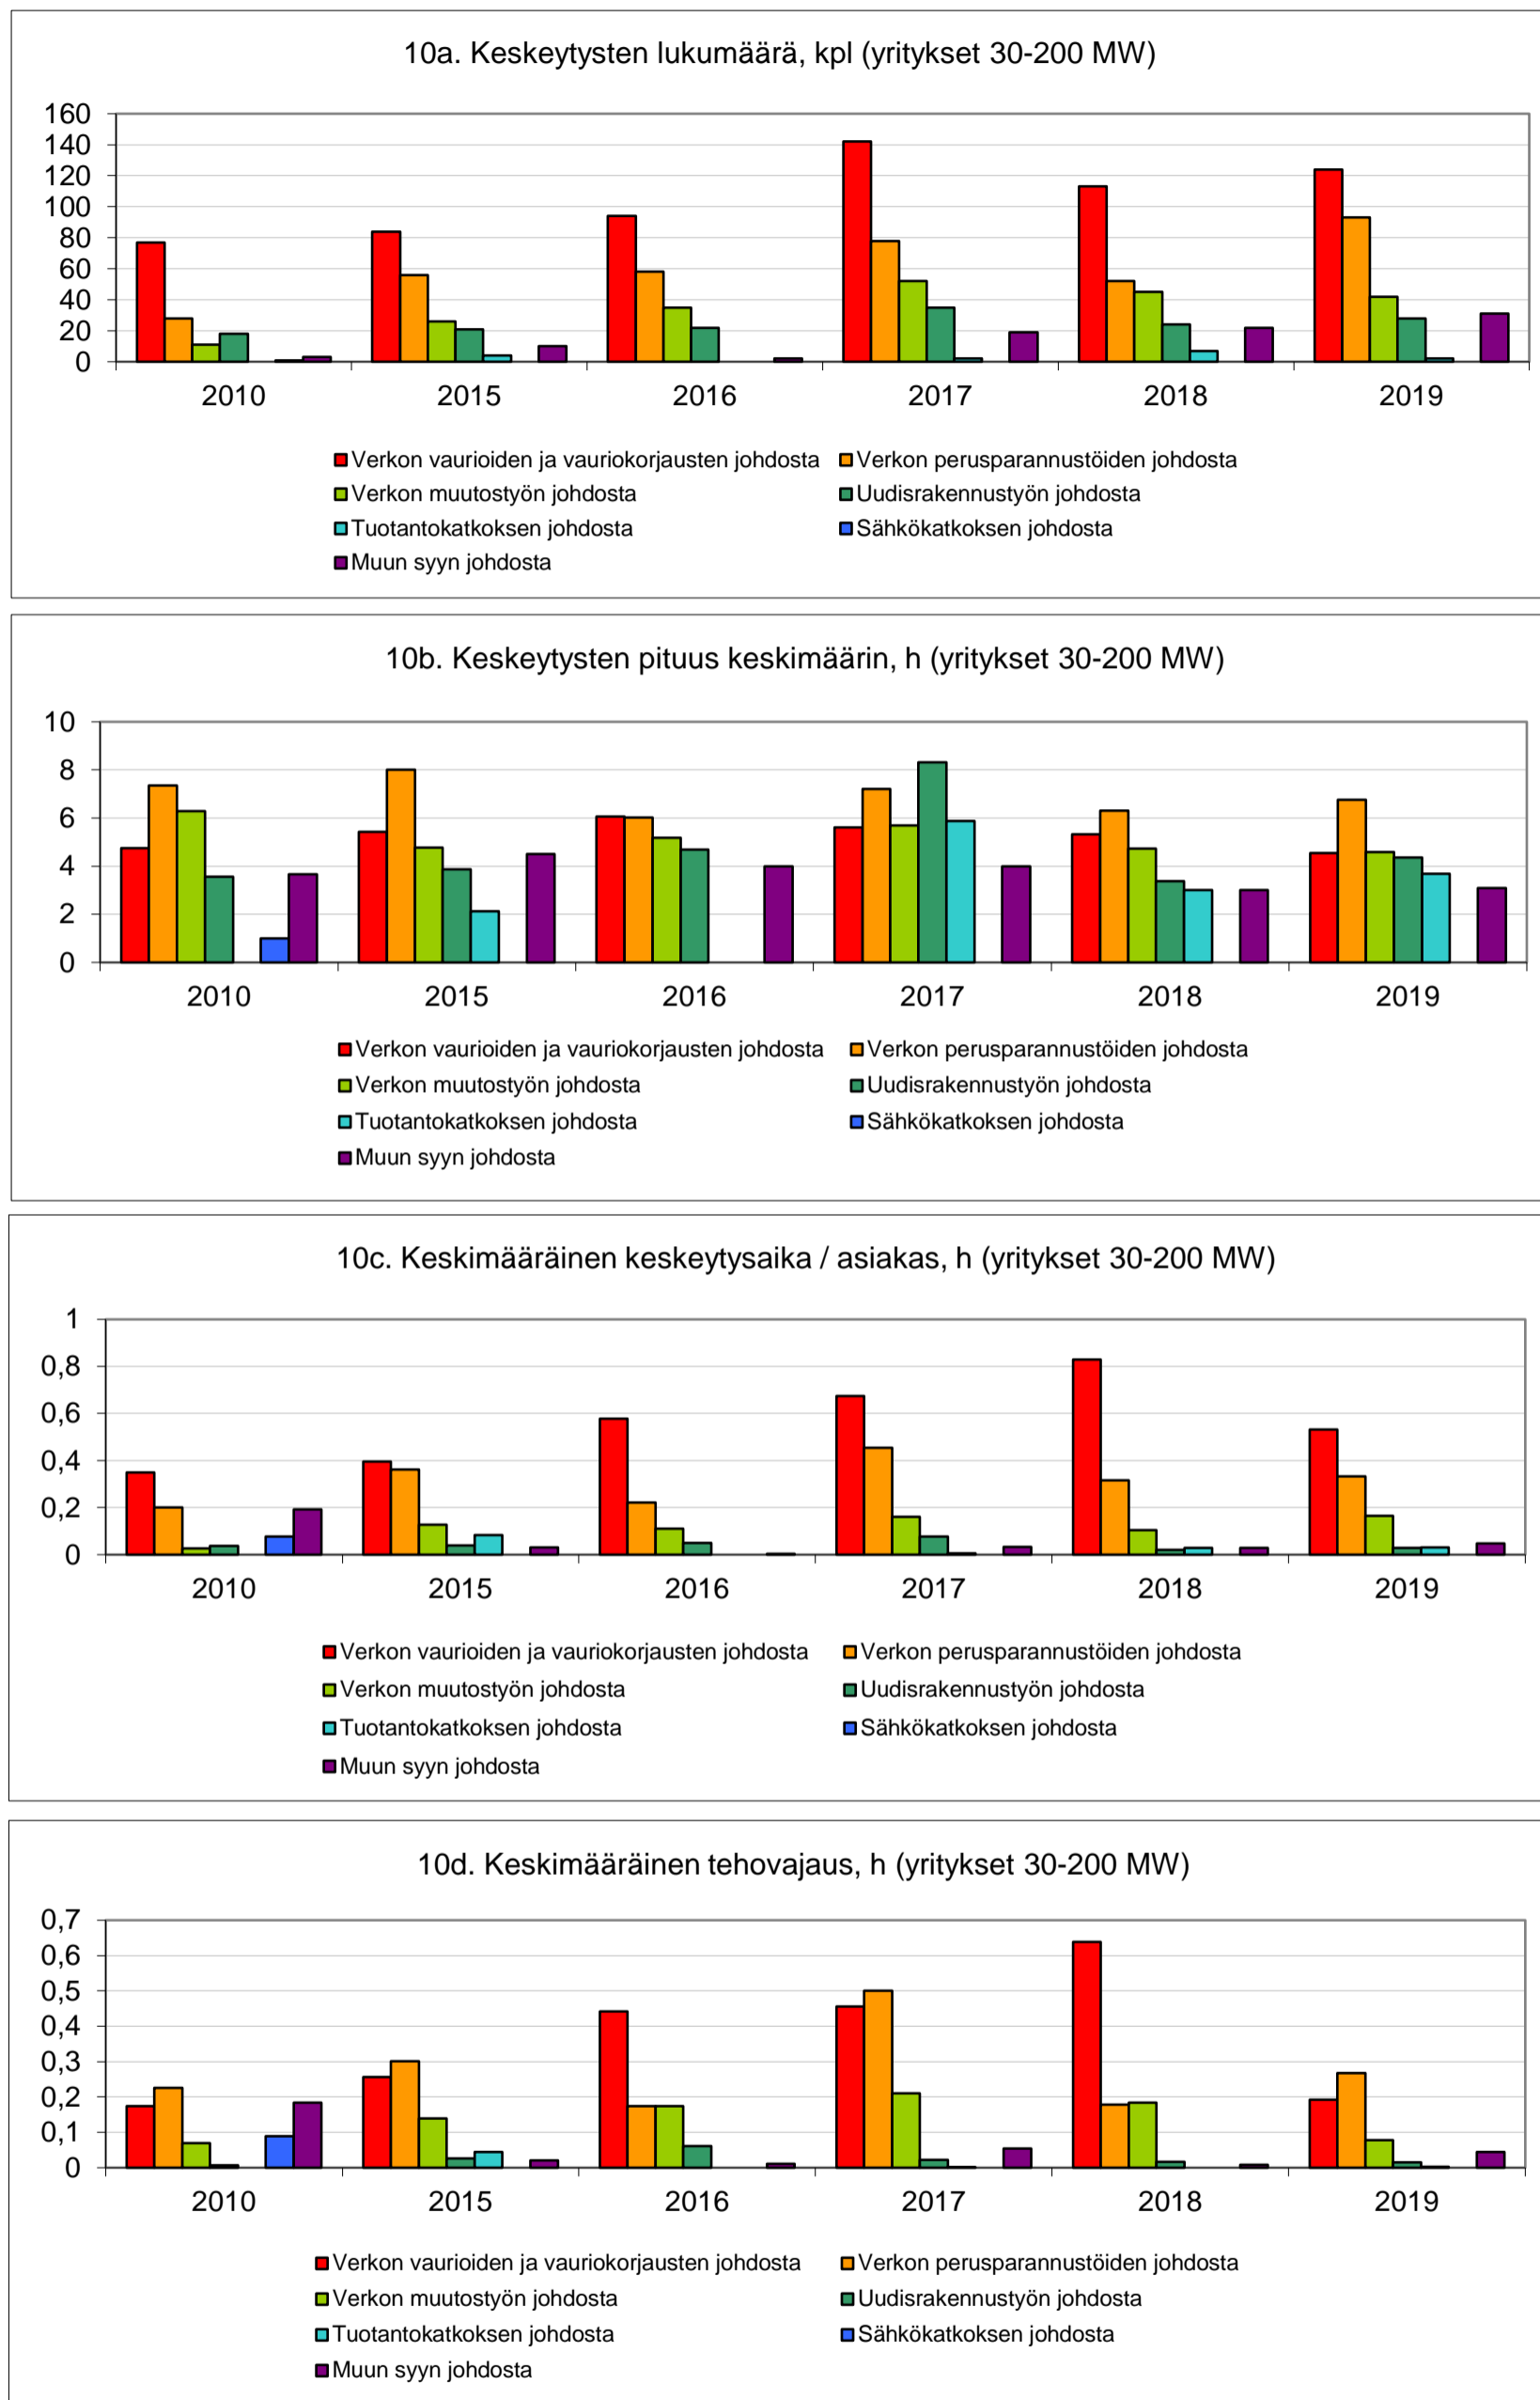 10a. Keskeytysten lukumäärä, kpl (yritykset 30-200 MW)
160
140
120
100
80
60
40
20
0
2010 2015 2016 2017 2018 2019
Verkon vaurioiden ja vauriokorjausten johdosta Verkon perusparannustöiden johdosta
Verkon muutostyön johdosta Uudisrakennustyön johdosta
Tuotantokatkoksen johdosta Sähkökatkoksen johdosta
Muun syyn johdosta
10b. Keskeytysten pituus keskimäärin, h (yritykset 30-200 MW)
10
8
6
4
2
0
2010 2015 2016 2017 2018 2019
Verkon vaurioiden ja vauriokorjausten johdosta Verkon perusparannustöiden johdosta
Verkon muutostyön johdosta Uudisrakennustyön johdosta
Tuotantokatkoksen johdosta Sähkökatkoksen johdosta
Muun syyn johdosta
10c. Keskimääräinen keskeytysaika / asiakas, h (yritykset 30-200 MW)
1
0,8
0,6
0,4
0,2
0
2010 2015 2016 2017 2018 2019
Verkon vaurioiden ja vauriokorjausten johdosta Verkon perusparannustöiden johdosta
Verkon muutostyön johdosta Uudisrakennustyön johdosta
Tuotantokatkoksen johdosta Sähkökatkoksen johdosta
Muun syyn johdosta
10d. Keskimääräinen tehovajaus, h (yritykset 30-200 MW)
0,7
0,6
0,5
0,4
0,3
0,2
0,1
0
2010 2015 2016 2017 2018 2019
Verkon vaurioiden ja vauriokorjausten johdosta Verkon perusparannustöiden johdosta
Verkon muutostyön johdosta Uudisrakennustyön johdosta
Tuotantokatkoksen johdosta Sähkökatkoksen johdosta
Muun syyn johdosta